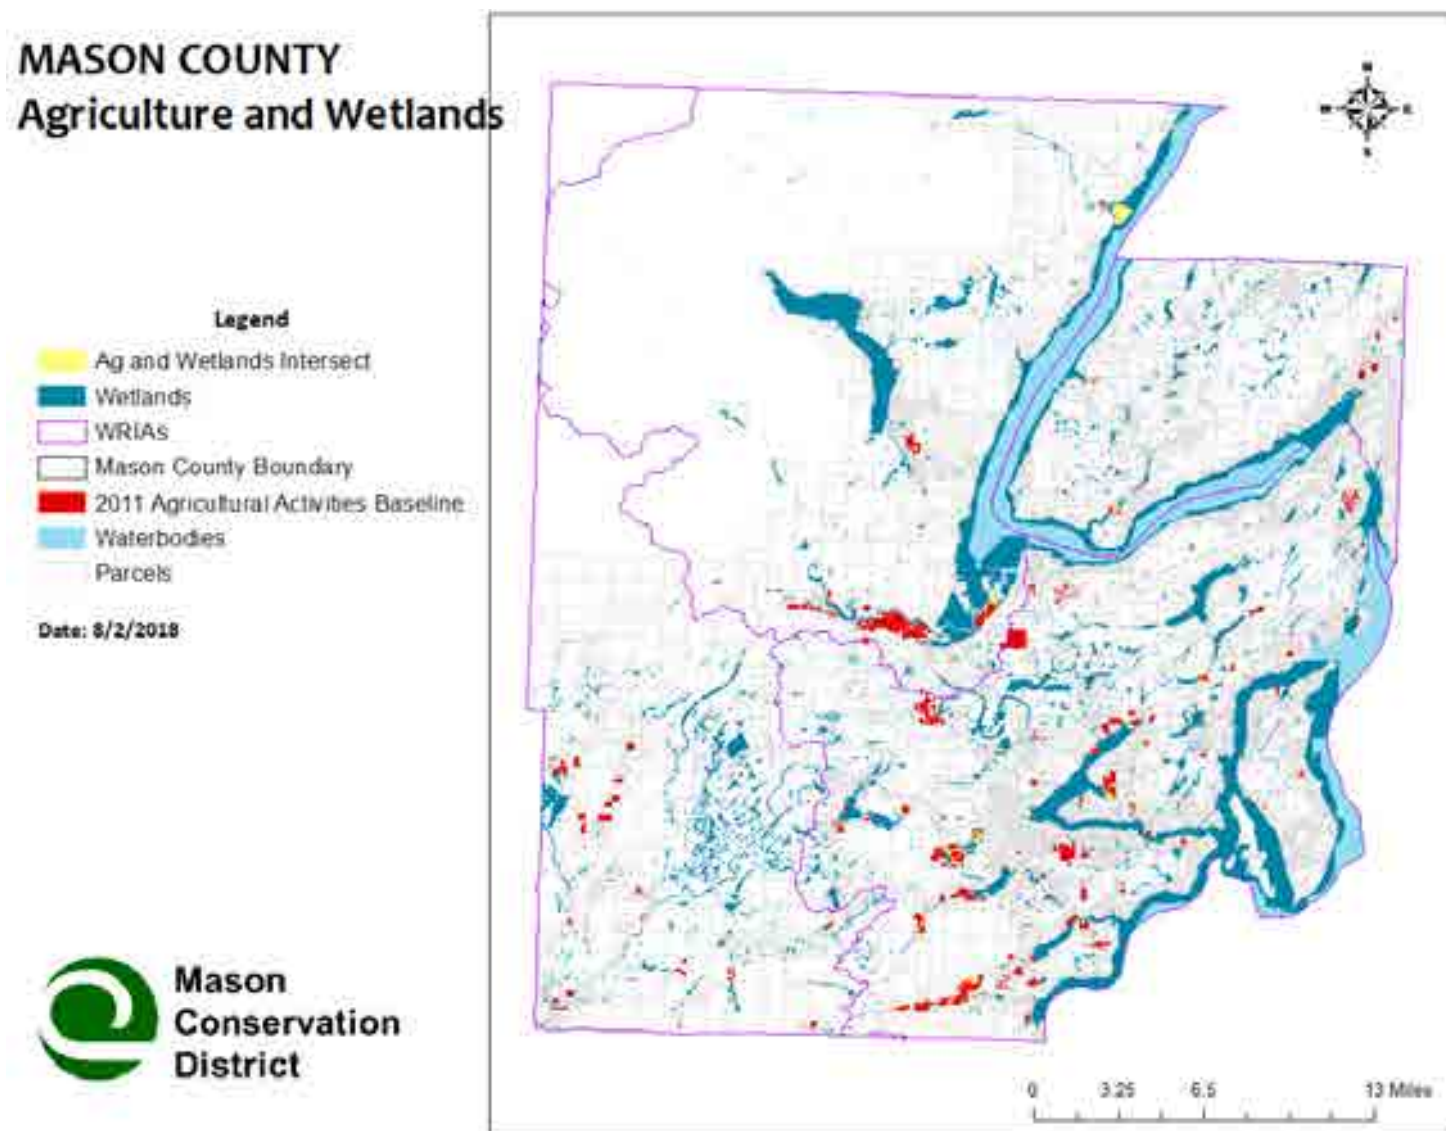 MASON COUNTY
Agriculture and Wetlands
Legend
Ag and Wetlands Intersect
Wetlands
WRIAs
Mason County Boundary
2011 Agricultural Activities Baseline
Waterbodies
Parcels
Date: 8/2/2018
Mason
Conservation
District
N
W E
S
0 3.25 6.5 13 Miles